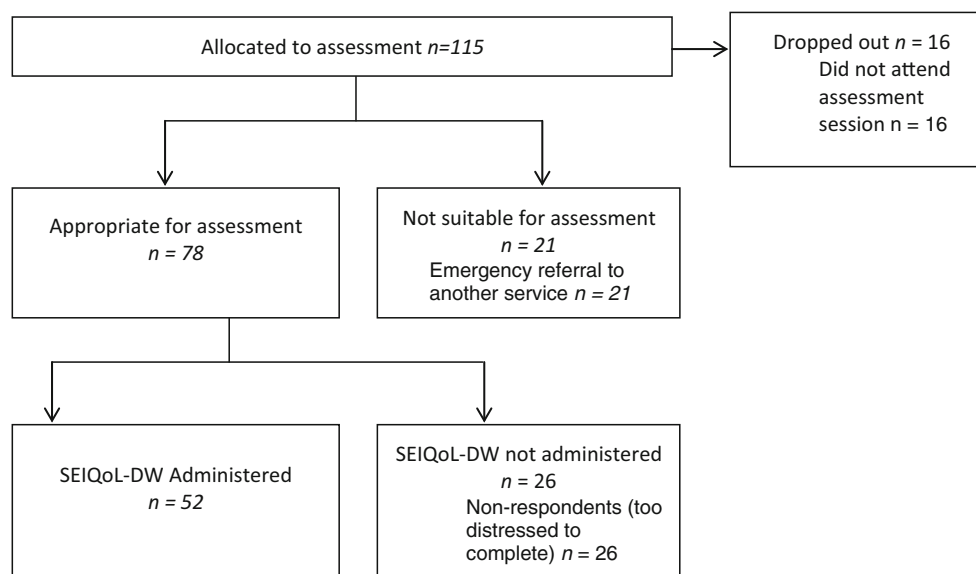 Allocated to assessment n=115
Dropped out n = 16
Did not attend
assessment
session n = 16
Appropriate for assessment
n = 78
Not suitable for assessment
n = 21
Emergency referral to
another service n = 21
SEIQoL-DW Administered
n = 52
SEIQoL-DW not administered
n = 26
Non-respondents (too
distressed to
complete) n = 26